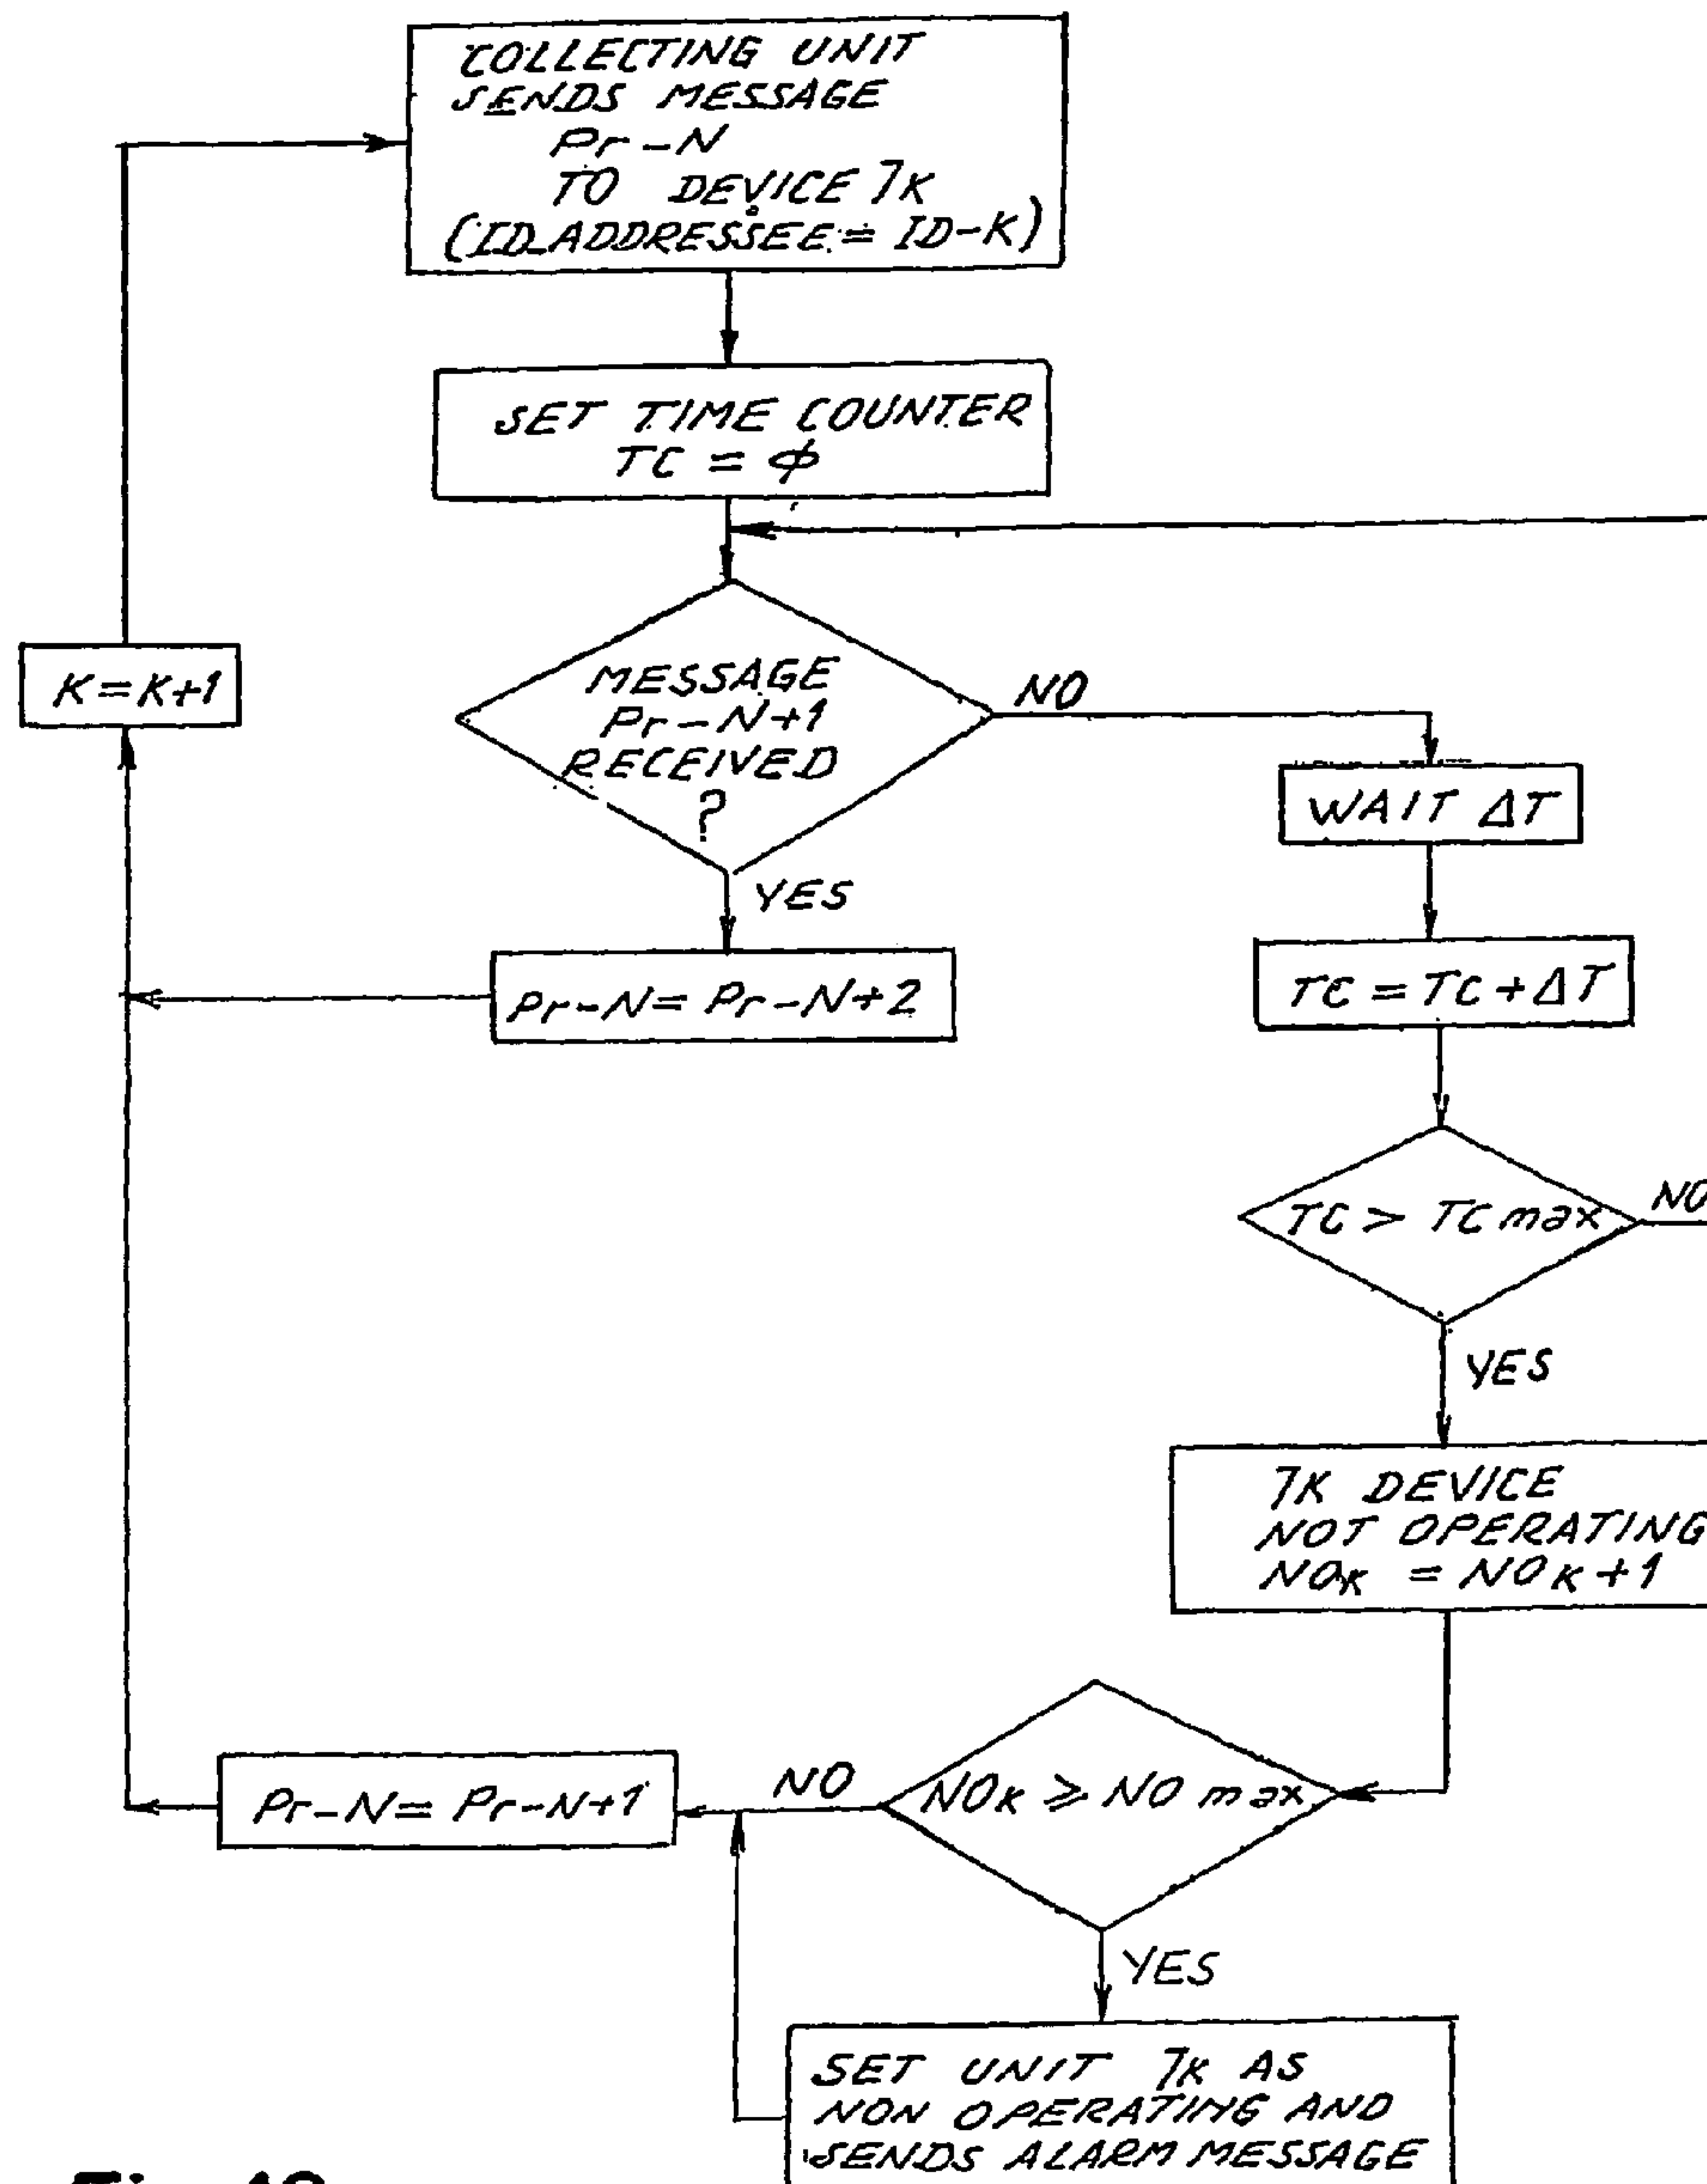 COLLECTING UNIT
SENDS MESSAGE
Pr-N
TO DEVICE 7K
(ID_ADDRESSEE = ID-K)
SET TIME COUNTER
TC = ϕ
MESSAGE
Pr-N+1
RECEIVED
?
NO
K=K+1
WAIT ΔT
YES
Pr-N= Pr-N+2
TC = TC+ΔT
TC > TC max
NO
YES
7K DEVICE
NOT OPERATING
NOK = NOK+1
NOK ⩾ NO max
NO
Pr-N= Pr-N+1
YES
SET UNIT 7K AS
NON OPERATING AND
SENDS ALARM MESSAGE